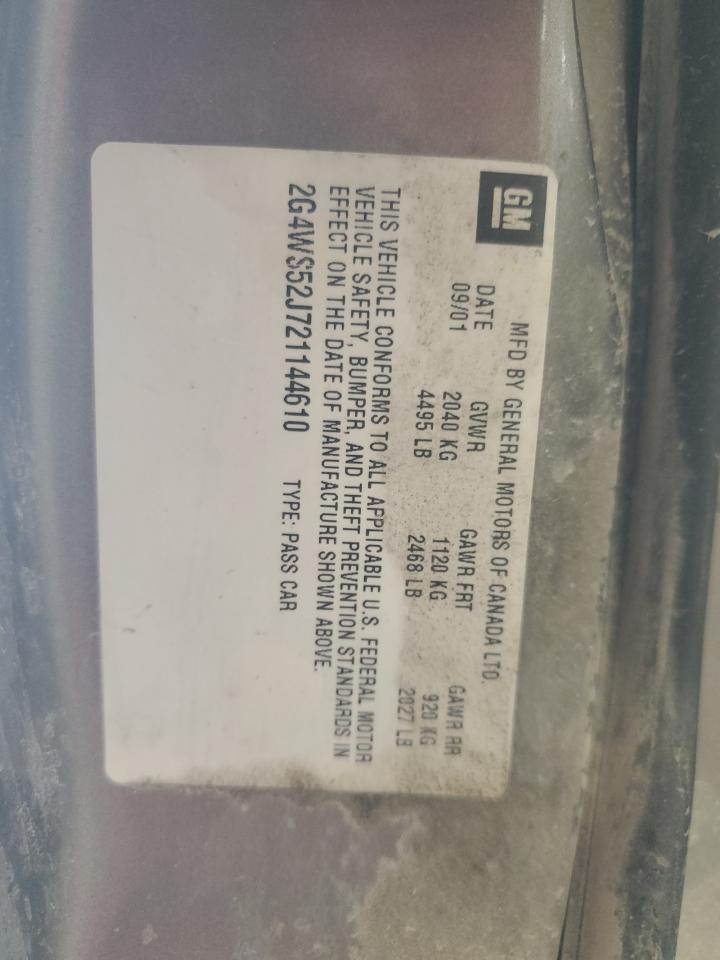 GM
MFD BY GENERAL MOTORS OF CANADA LTD.
DATE GVWR GAWR FRT GAWR RR
09/01 2040 KG 1120 KG 920 KG
4495 LB 2468 LB 2027 LB
THIS VEHICLE CONFORMS TO ALL APPLICABLE U.S. FEDERAL MOTOR
VEHICLE SAFETY, BUMPER, AND THEFT PREVENTION STANDARDS IN
EFFECT ON THE DATE OF MANUFACTURE SHOWN ABOVE.
2G4WS52J721144610 TYPE: PASS CAR